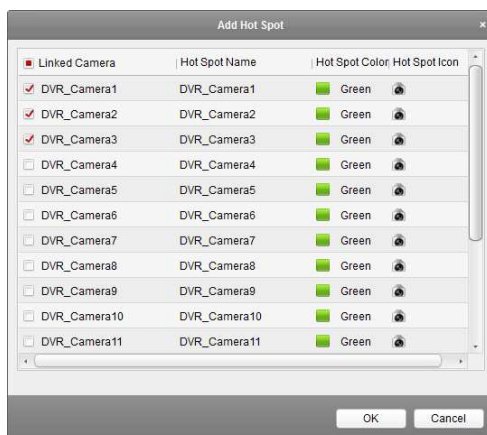 Add Hot Spot ×
Linked Camera Hot Spot Name Hot Spot Color Hot Spot Icon
DVR_Camera1 DVR_Camera1 Green
DVR_Camera2 DVR_Camera2 Green
DVR_Camera3 DVR_Camera3 Green
DVR_Camera4 DVR_Camera4 Green
DVR_Camera5 DVR_Camera5 Green
DVR_Camera6 DVR_Camera6 Green
DVR_Camera7 DVR_Camera7 Green
DVR_Camera8 DVR_Camera8 Green
DVR_Camera9 DVR_Camera9 Green
DVR_Camera10 DVR_Camera10 Green
DVR_Camera11 DVR_Camera11 Green
OK Cancel